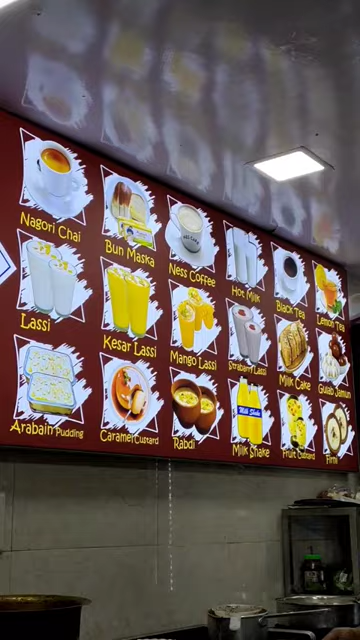 Nagori Chai
Bun Maska
Ness Coffee
Hot Milk
Black Tea
Lemon Tea
Lassi
Kesar Lassi
Mango Lassi
Strabarry Lassi
Milk Cake
Gulab Jamun
Arabain Pudding
Caramel Custard
Rabdi
Milk Shake
Milk Shake
Fruit Custard
Firni